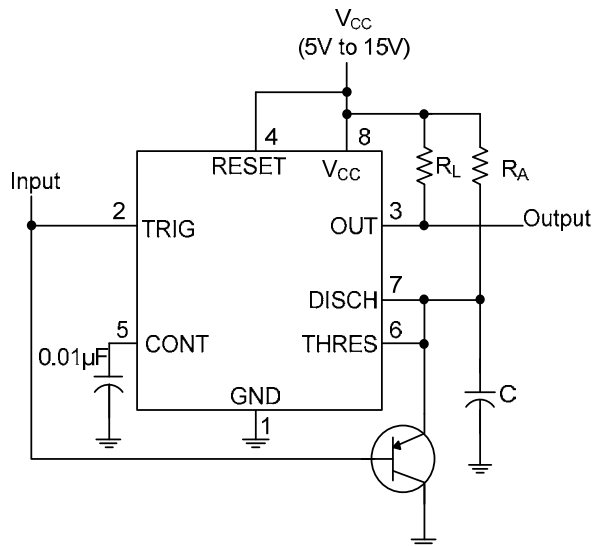 VCC
(5V to 15V)
4
8
RESET
VCC
RL
RA
Input
2
TRIG
OUT
3
Output
7
DISCH
5
CONT
THRES
6
0.01µF
GND
1
C